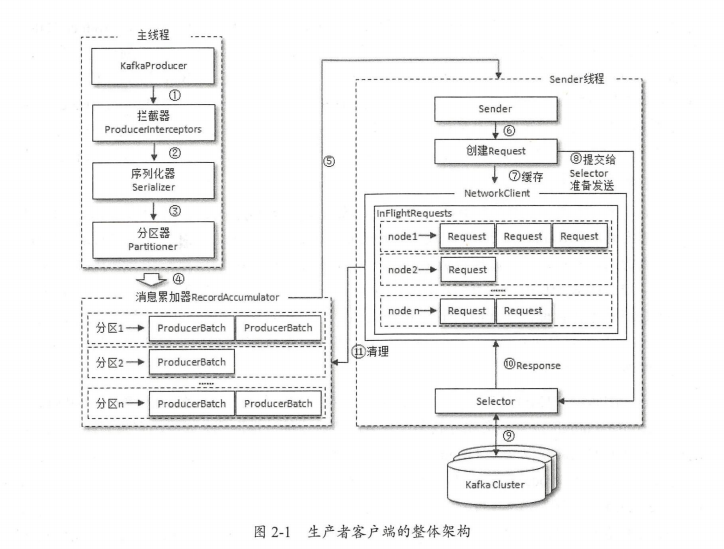 主线程
KafkaProducer
①
拦截器
ProducerInterceptors
②
序列化器
Serializer
③
分区器
Partitioner
④
消息累加器RecordAccumulator
分区1
ProducerBatch
ProducerBatch
分区2
ProducerBatch
......
分区n
ProducerBatch
ProducerBatch
⑤
Sender线程
Sender
⑥
创建Request
⑦缓存
⑧提交给
Selector
准备发送
NetworkClient
InFlightRequests
node1
Request
Request
Request
node2
Request
......
node n
Request
Request
⑪清理
⑩Response
Selector
⑨
Kafka Cluster
图 2-1 生产者客户端的整体架构